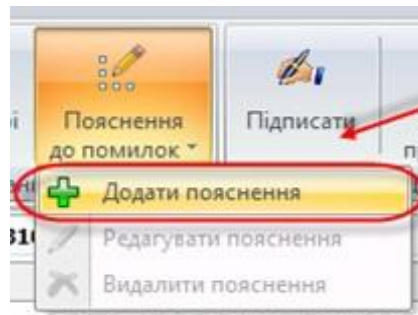 Пояснення
до помилок
Підписати
Додати пояснення
Редагувати пояснення
Видалити пояснення